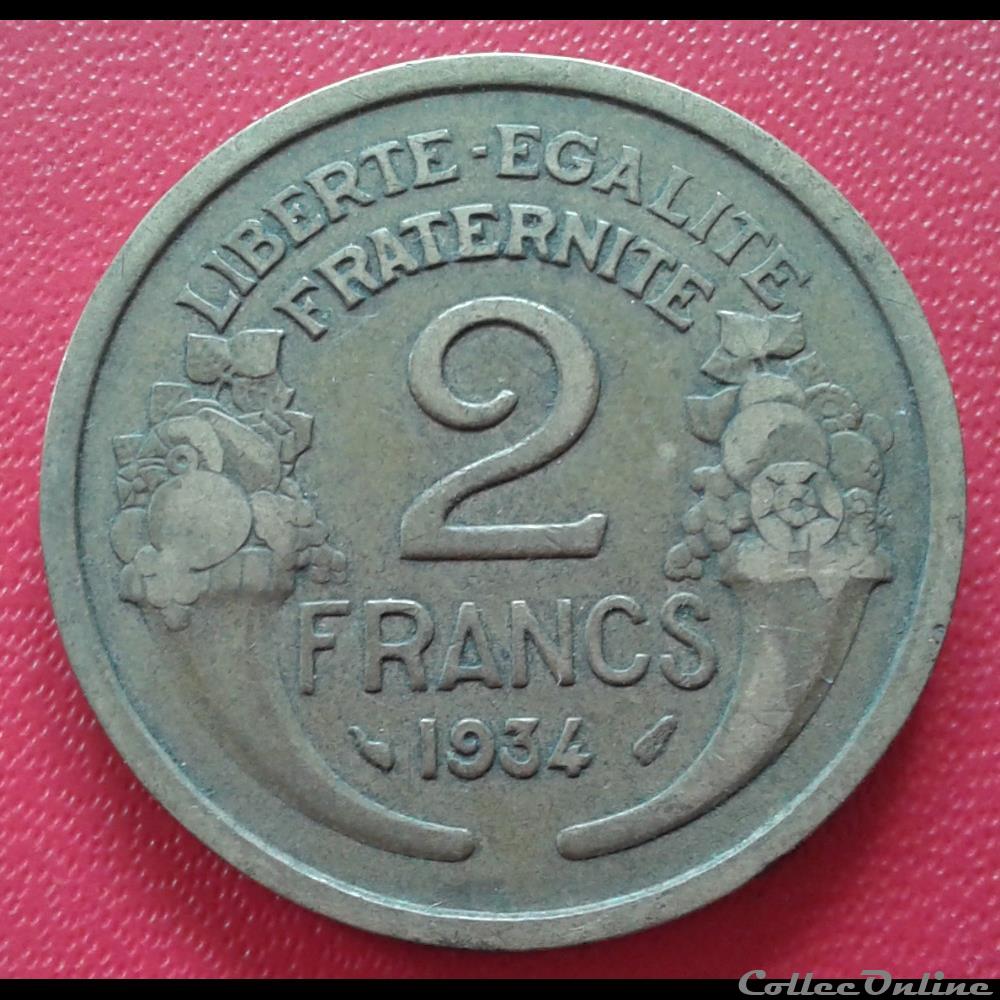 LIBERTE-EGALITE
FRATERNITE
2
FRANCS
1934
CollecOnline